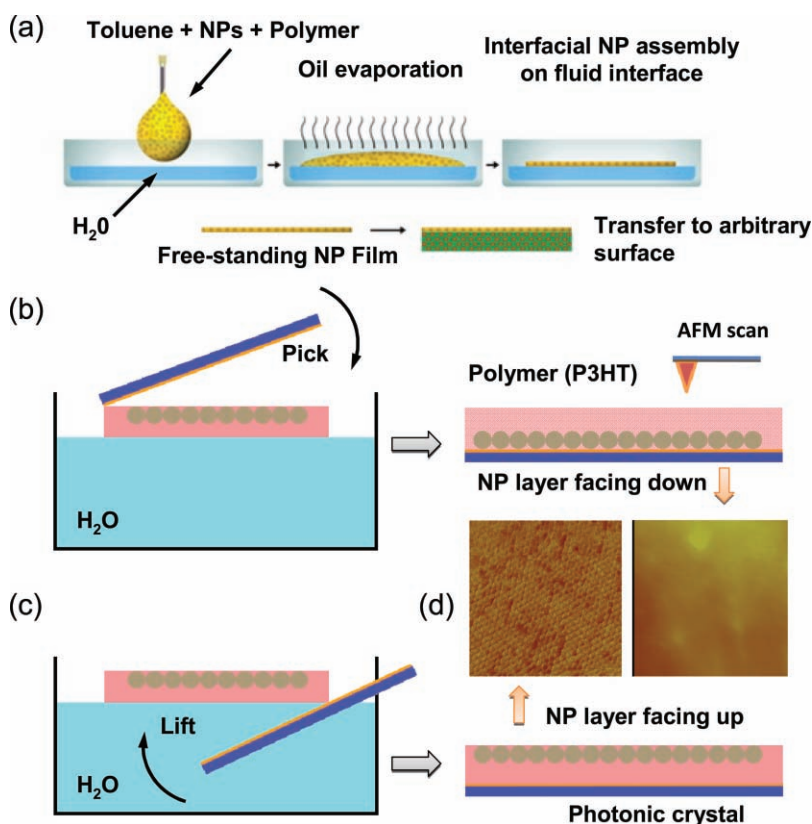 (a)
Toluene + NPs + Polymer
Oil evaporation
Interfacial NP assembly
on fluid interface
H₂0
Free-standing NP Film
Transfer to arbitrary
surface
(b)
Pick
H₂O
AFM scan
Polymer (P3HT)
NP layer facing down
(c)
Lift
H₂O
(d)
NP layer facing up
Photonic crystal